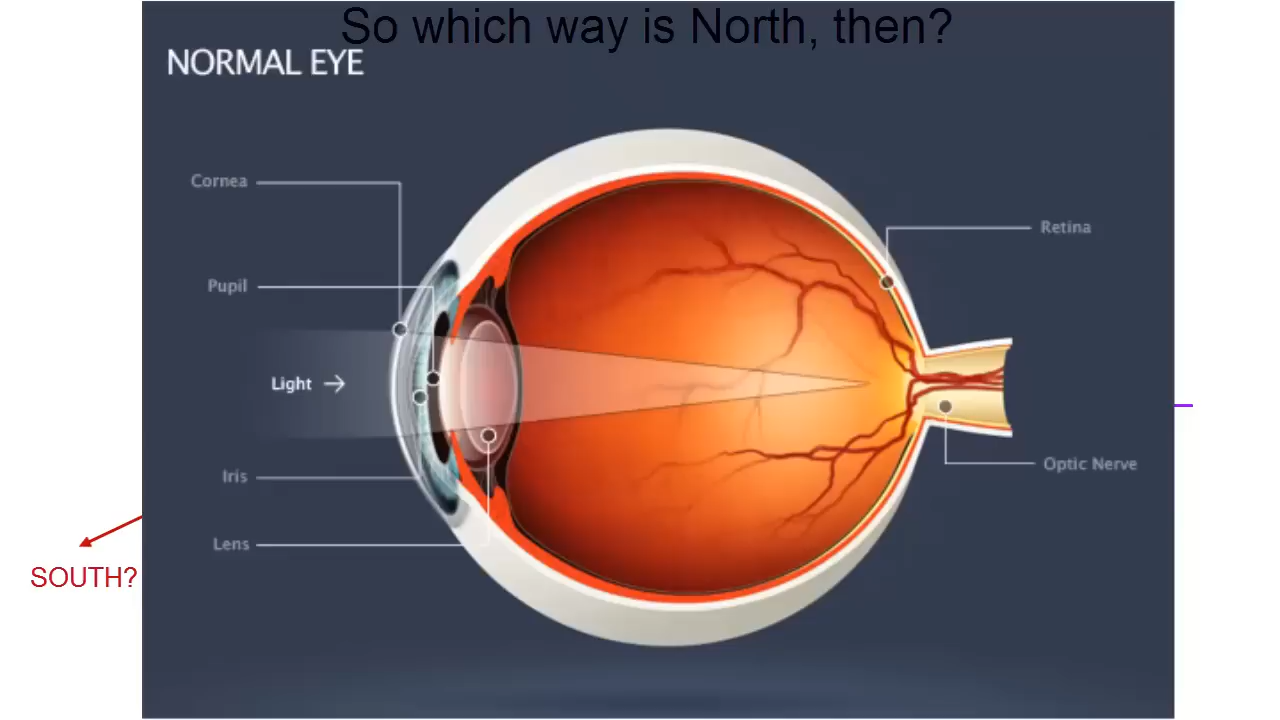 So which way is North, then?
NORMAL EYE
Cornea
Retina
Pupil
Light →
Optic Nerve
Iris
Lens
SOUTH?